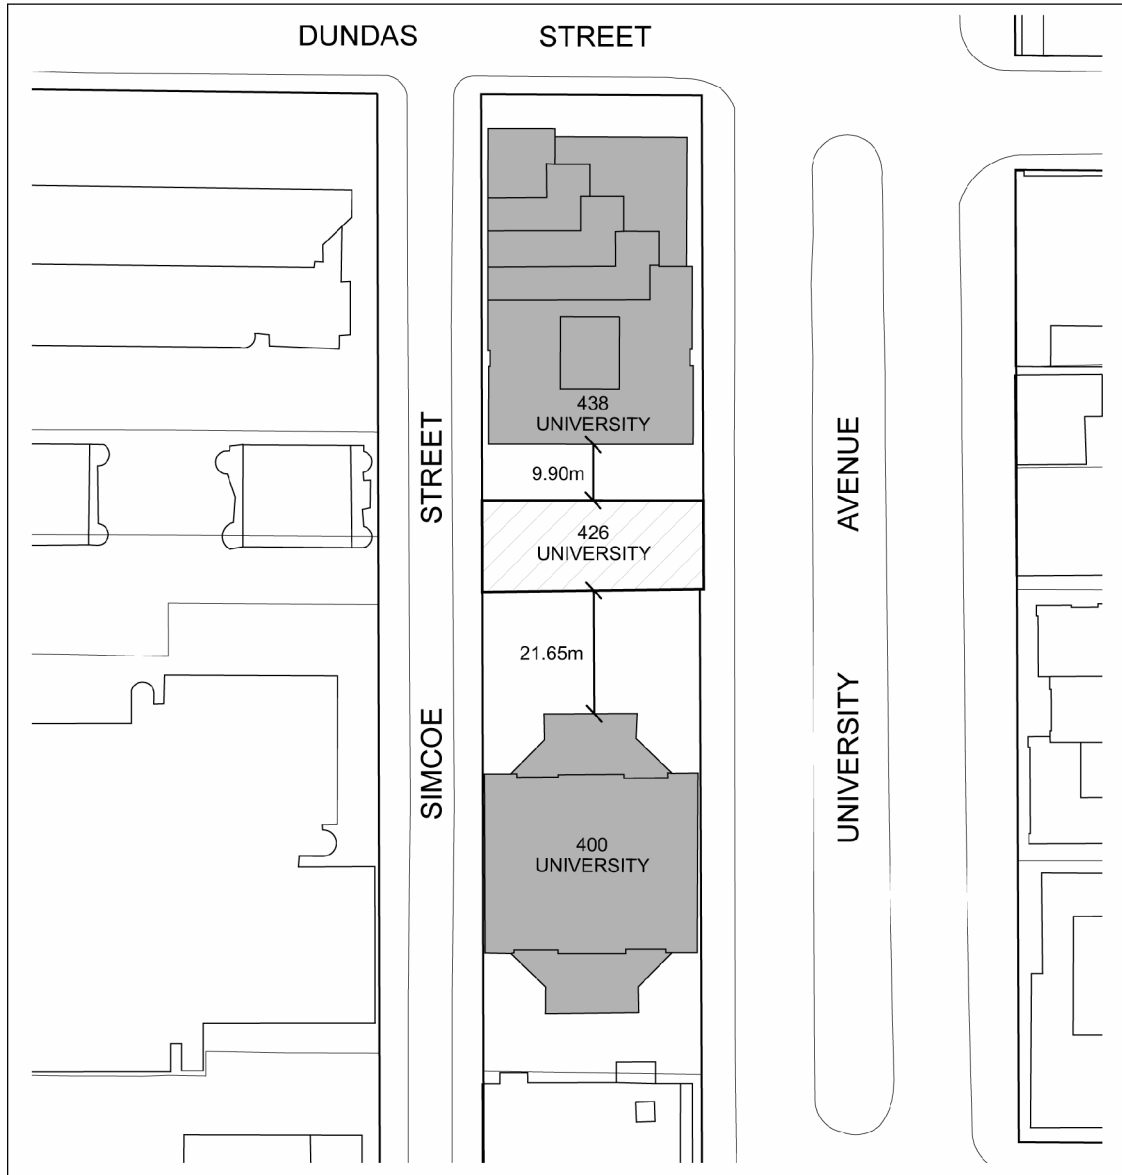 DUNDAS STREET
438
UNIVERSITY
9.90m
426
UNIVERSITY
21.65m
400
UNIVERSITY
SIMCOE STREET
UNIVERSITY AVENUE